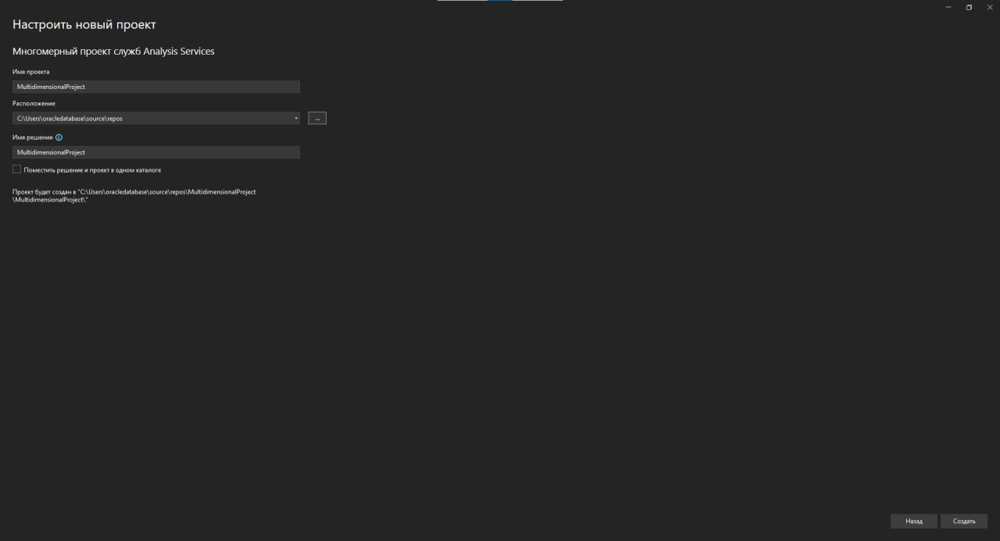 Настроить новый проект
Многомерный проект служб Analysis Services
Имя проекта
MultidimensionalProject
Расположение
C:\Users\oracledatabase\source\repos
...
Имя решения
MultidimensionalProject
Поместить решение и проект в одном каталоге
Проект будет создан в "C:\Users\oracledatabase\source\repos\MultidimensionalProject
\MultidimensionalProject\"
Назад
Создать